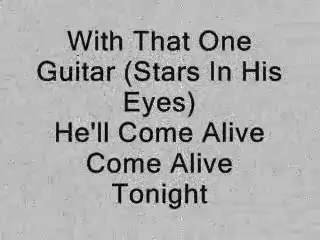 With That One
Guitar (Stars In His
Eyes)
He'll Come Alive
Come Alive
Tonight